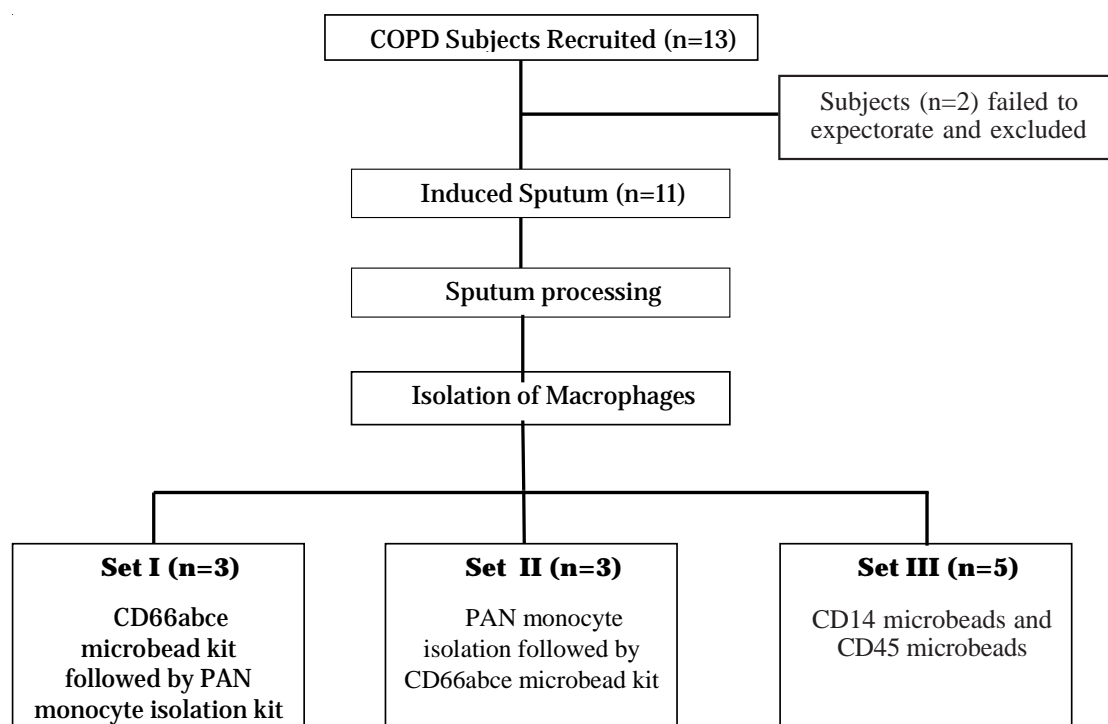 COPD Subjects Recruited (n=13)
Subjects (n=2) failed to
expectorate and excluded
Induced Sputum (n=11)
Sputum processing
Isolation of Macrophages
Set I (n=3)
CD66abce
microbead kit
followed by PAN
monocyte isolation kit
Set II (n=3)
PAN monocyte
isolation followed by
CD66abce microbead kit
Set III (n=5)
CD14 microbeads and
CD45 microbeads